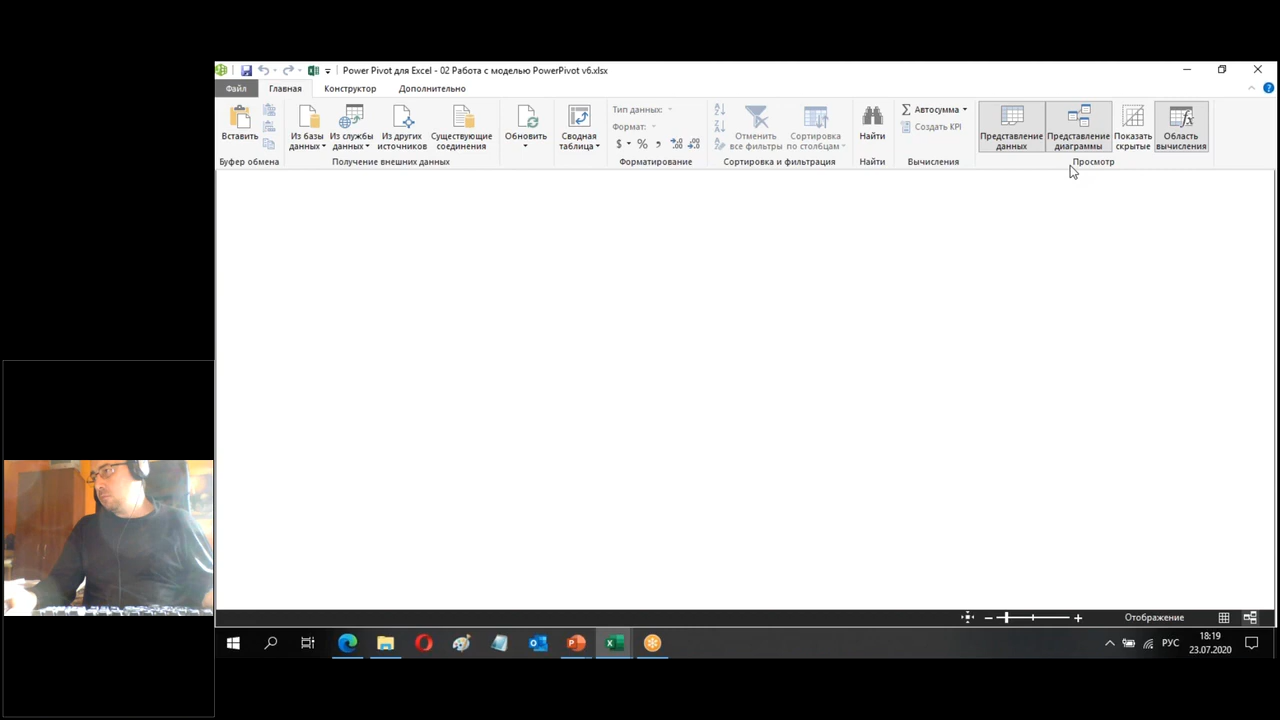 Power Pivot для Excel - 02 Работа с моделью PowerPivot v6.xlsx
Файл Главная Конструктор Дополнительно
Вставить
Из базы данных
Из службы данных
Из других источников
Существующие соединения
Обновить
Сводная таблица
Тип данных:
Формат:
$ % , ,00 ,00
Отменить все фильтры
Сортировка по столбцам
Найти
Σ Автосумма
Создать KPI
Представление данных
Представление диаграммы
Показать скрытые
Область вычисления
Буфер обмена Получение внешних данных Форматирование Сортировка и фильтрация Найти Вычисления Просмотр
Отображение
РУС
18:19
23.07.2020